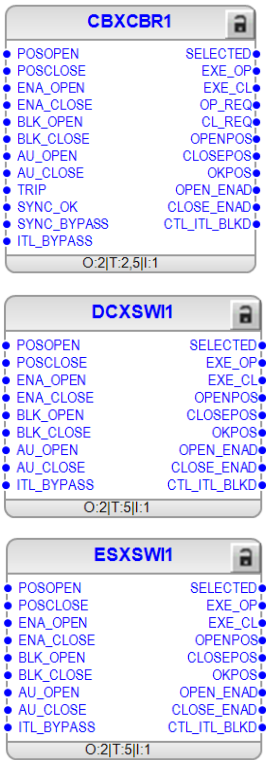 CBXCBR1
POSOPEN SELECTED
POSCLOSE EXE_OP
ENA_OPEN EXE_CL
ENA_CLOSE OP_REQ
BLK_OPEN CL_REQ
BLK_CLOSE OPENPOS
AU_OPEN CLOSEPOS
AU_CLOSE OKPOS
TRIP OPEN_ENAD
SYNC_OK CLOSE_ENAD
SYNC_BYPASS CTL_ITL_BLKD
ITL_BYPASS
O:2|T:2,5|I:1
DCXSWI1
POSOPEN SELECTED
POSCLOSE EXE_OP
ENA_OPEN EXE_CL
ENA_CLOSE OPENPOS
BLK_OPEN CLOSEPOS
BLK_CLOSE OKPOS
AU_OPEN OPEN_ENAD
AU_CLOSE CLOSE_ENAD
ITL_BYPASS CTL_ITL_BLKD
O:2|T:5|I:1
ESXSWI1
POSOPEN SELECTED
POSCLOSE EXE_OP
ENA_OPEN EXE_CL
ENA_CLOSE OPENPOS
BLK_OPEN CLOSEPOS
BLK_CLOSE OKPOS
AU_OPEN OPEN_ENAD
AU_CLOSE CLOSE_ENAD
ITL_BYPASS CTL_ITL_BLKD
O:2|T:5|I:1